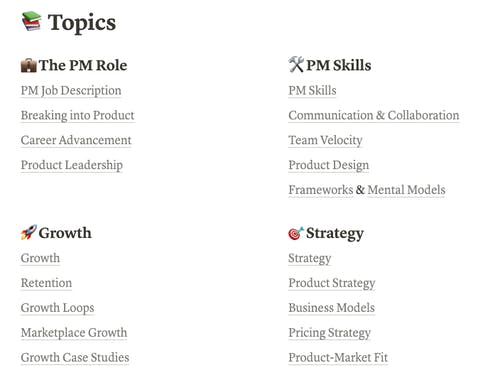 Topics
The PM Role
PM Job Description
Breaking into Product
Career Advancement
Product Leadership
PM Skills
PM Skills
Communication & Collaboration
Team Velocity
Product Design
Frameworks & Mental Models
Growth
Growth
Retention
Growth Loops
Marketplace Growth
Growth Case Studies
Strategy
Strategy
Product Strategy
Business Models
Pricing Strategy
Product-Market Fit